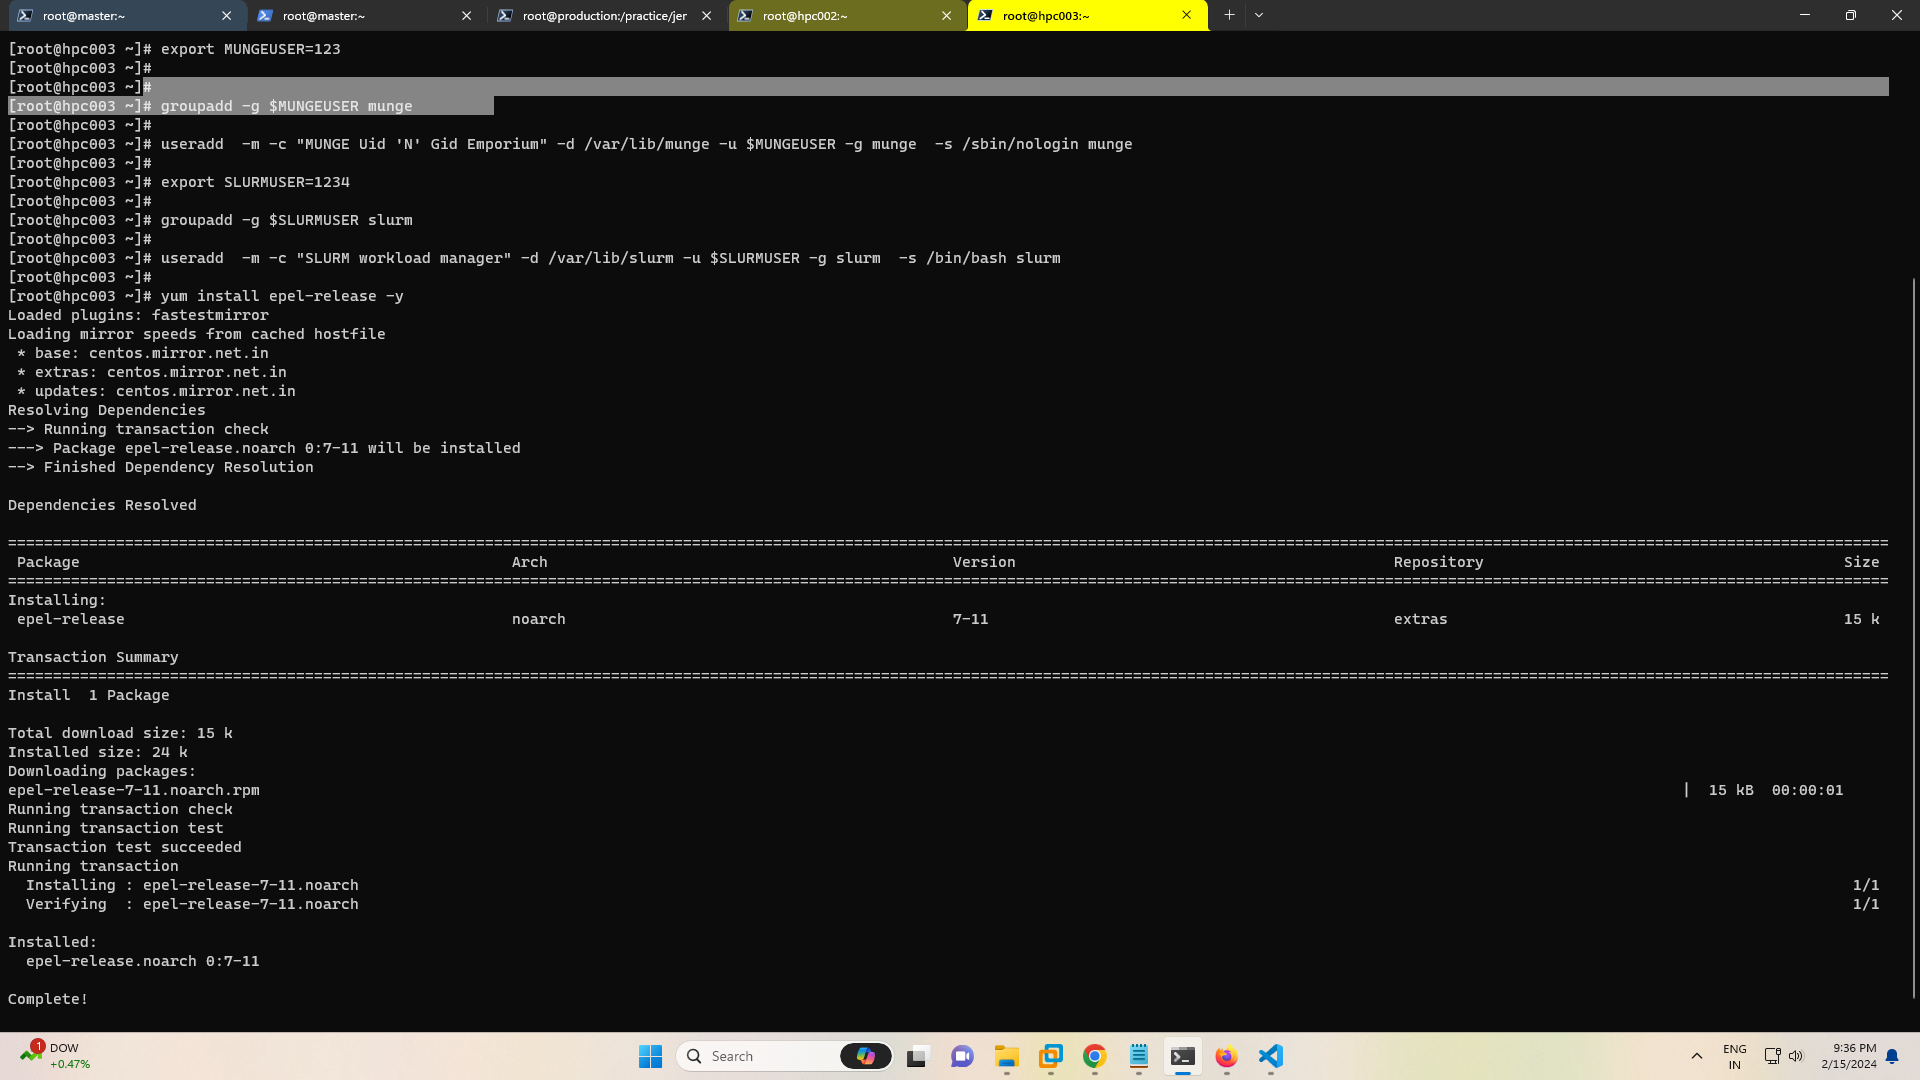 root@master:~
root@master:~
root@production:/practice/jer
root@hpc002:~
root@hpc003:~
[root@hpc003 ~]# export MUNGEUSER=123
[root@hpc003 ~]#
[root@hpc003 ~]#
[root@hpc003 ~]# groupadd -g $MUNGEUSER munge
[root@hpc003 ~]#
[root@hpc003 ~]# useradd  -m -c "MUNGE Uid 'N' Gid Emporium" -d /var/lib/munge -u $MUNGEUSER -g munge  -s /sbin/nologin munge
[root@hpc003 ~]#
[root@hpc003 ~]# export SLURMUSER=1234
[root@hpc003 ~]#
[root@hpc003 ~]# groupadd -g $SLURMUSER slurm
[root@hpc003 ~]#
[root@hpc003 ~]# useradd  -m -c "SLURM workload manager" -d /var/lib/slurm -u $SLURMUSER -g slurm  -s /bin/bash slurm
[root@hpc003 ~]#
[root@hpc003 ~]# yum install epel-release -y
Loaded plugins: fastestmirror
Loading mirror speeds from cached hostfile
 * base: centos.mirror.net.in
 * extras: centos.mirror.net.in
 * updates: centos.mirror.net.in
Resolving Dependencies
--> Running transaction check
---> Package epel-release.noarch 0:7-11 will be installed
--> Finished Dependency Resolution
Dependencies Resolved
Package Arch Version Repository Size
Installing:
epel-release noarch 7-11 extras 15 k
Transaction Summary
Install  1 Package
Total download size: 15 k
Installed size: 24 k
Downloading packages:
epel-release-7-11.noarch.rpm | 15 kB 00:00:01
Running transaction check
Running transaction test
Transaction test succeeded
Running transaction
Installing : epel-release-7-11.noarch 1/1
Verifying  : epel-release-7-11.noarch 1/1
Installed:
epel-release.noarch 0:7-11
Complete!
1
DOW
+0.47%
Search
ENG
IN
9:36 PM
2/15/2024